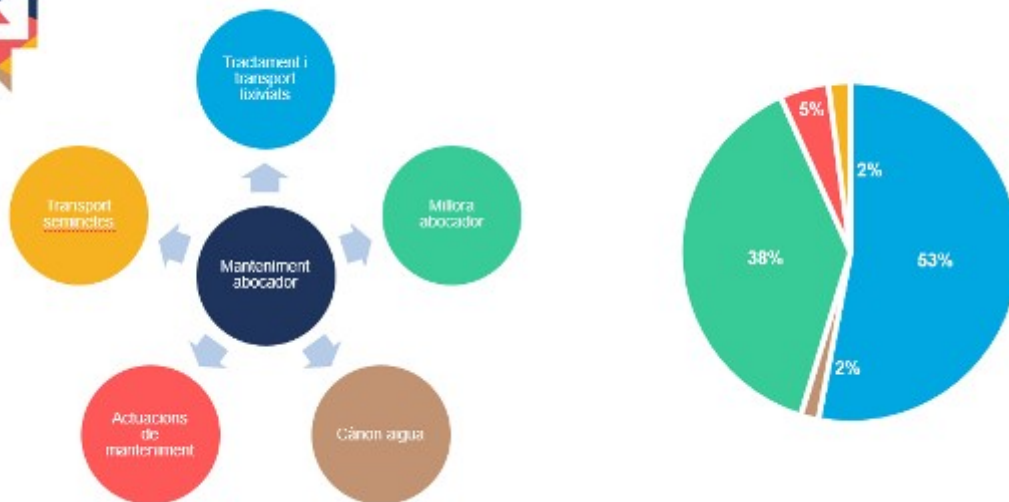 Tractament i
transport
lixiviats
Transport
seminetes
Millora
abocador
Manteniment
abocador
Actuacions
de
manteniment
Cànon aigua
5%
2%
38%
53%
2%